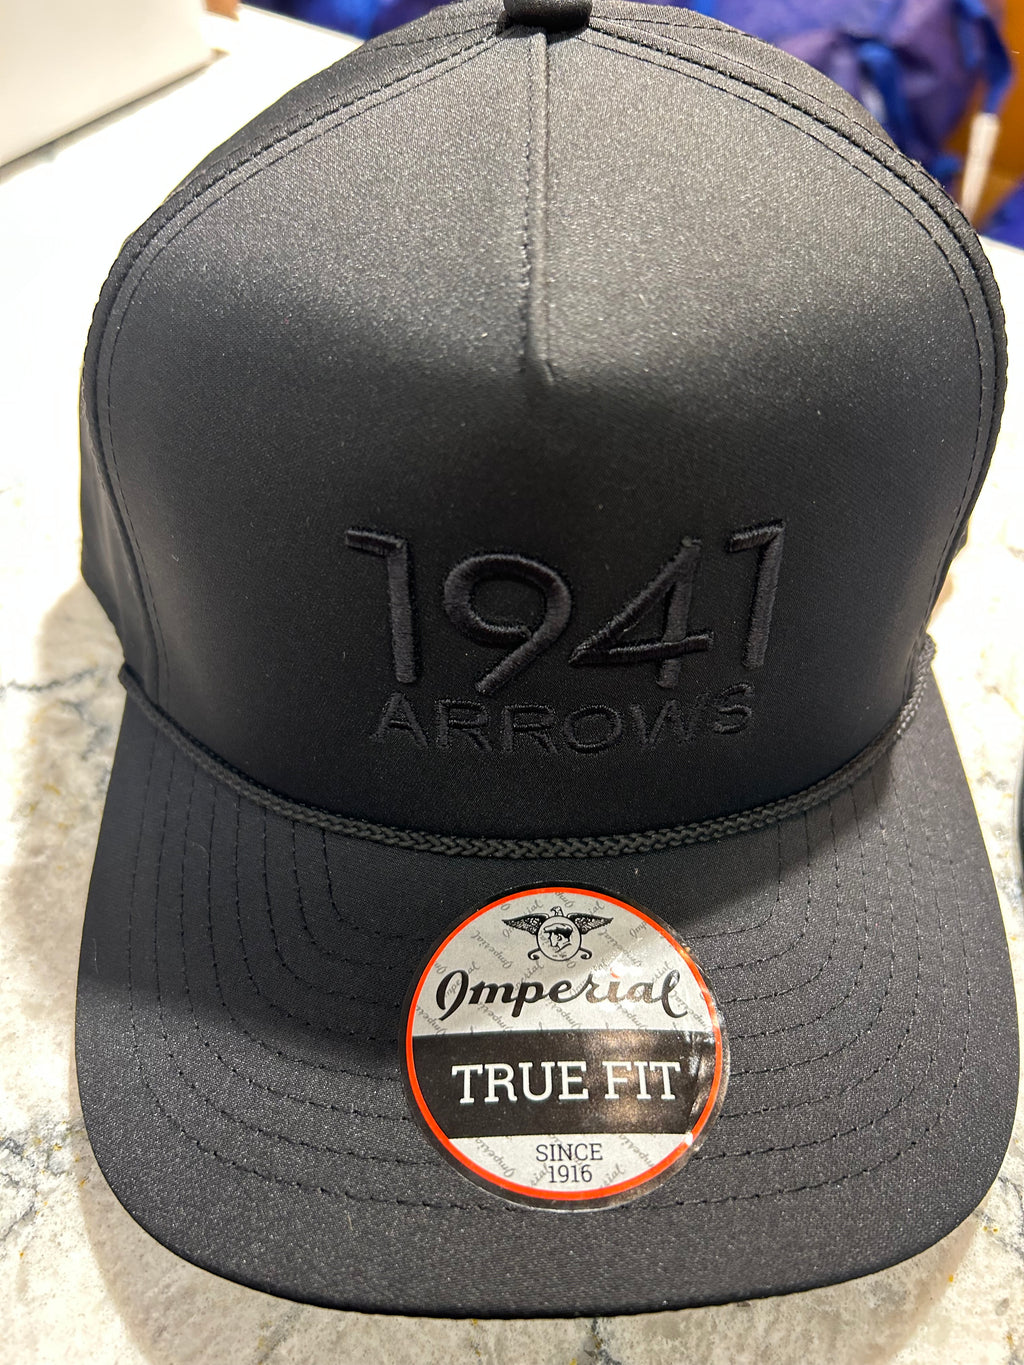 1941
ARROWS
Imperial
TRUE FIT
SINCE
1916